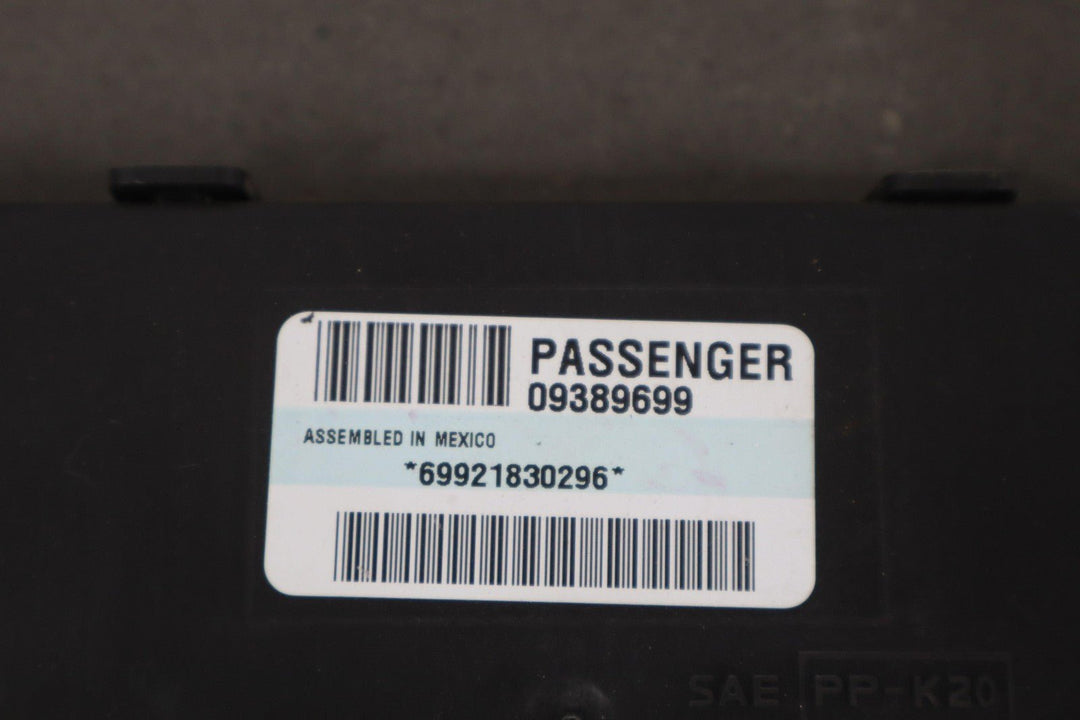 PASSENGER
09389699
ASSEMBLED IN MEXICO
*69921830296*
SAE PP-K20